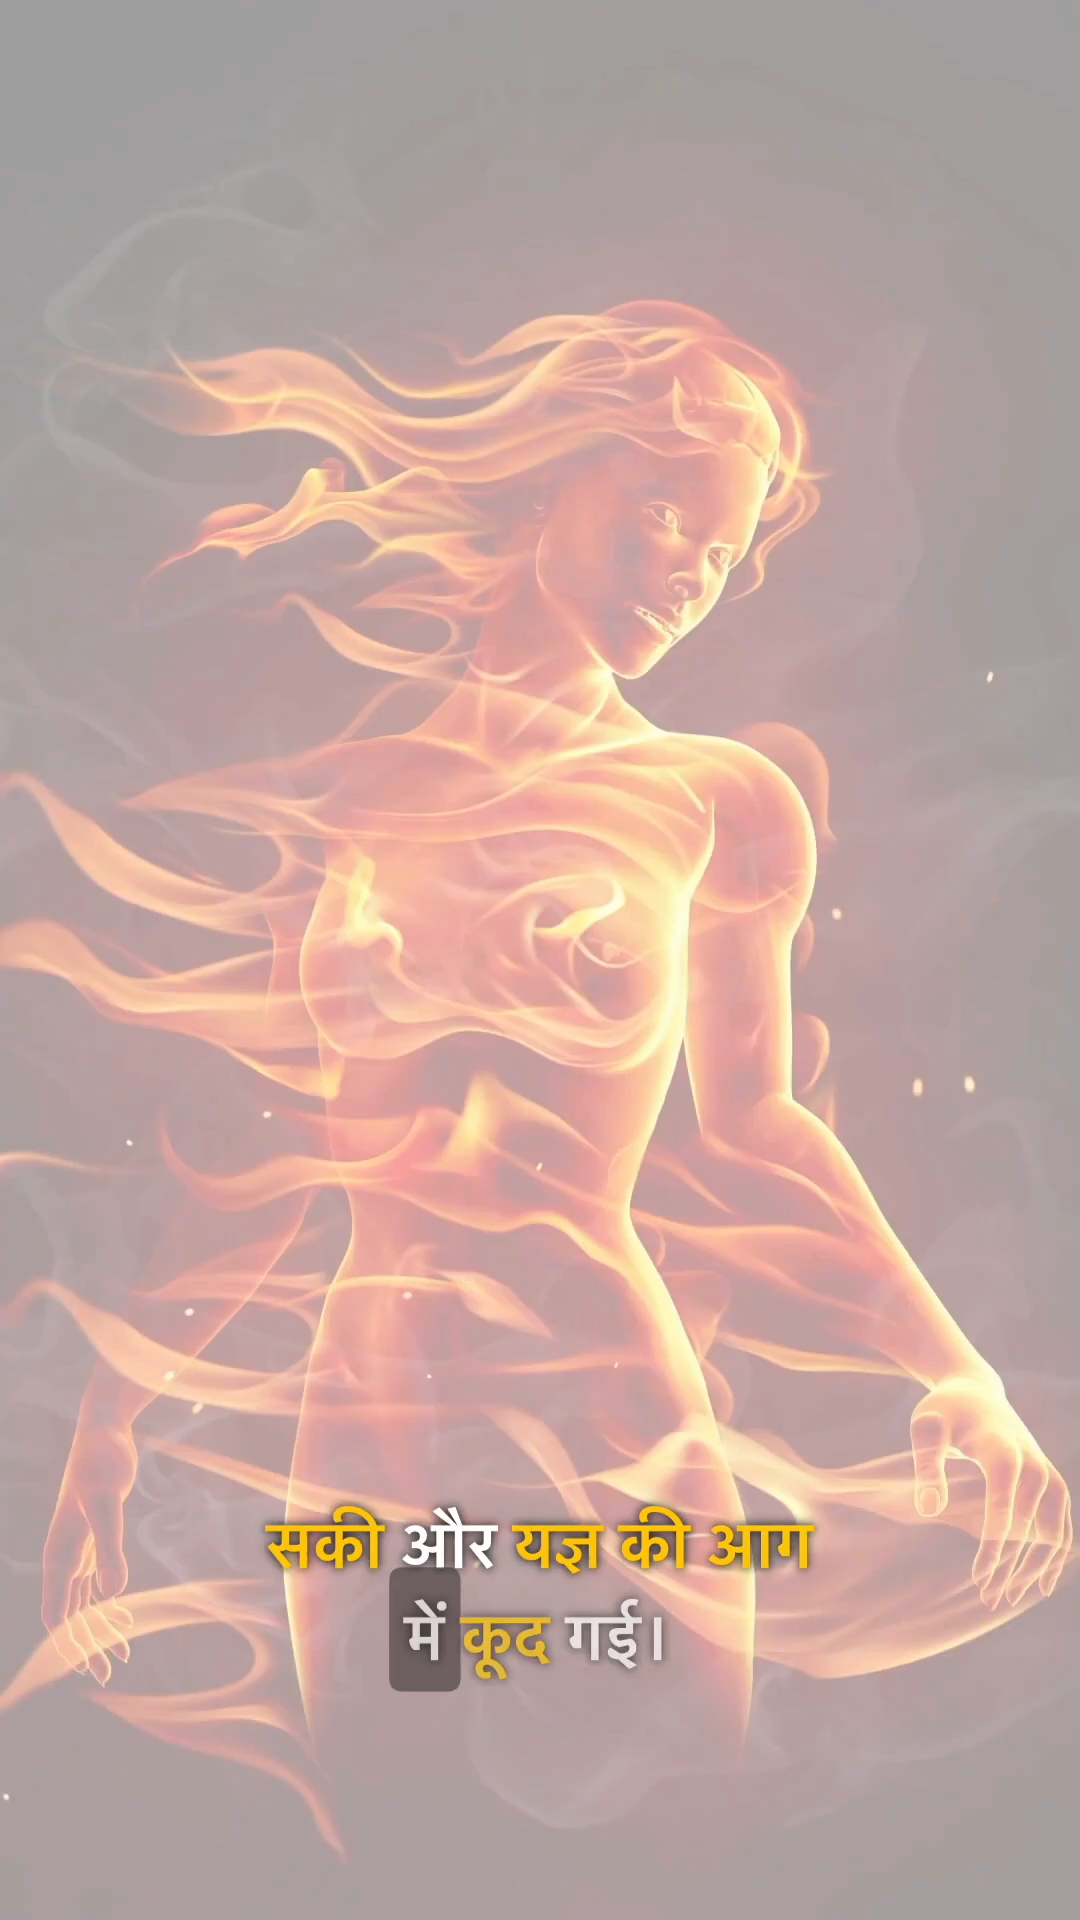 सकी और यज्ञ की आग
में कूद गई।